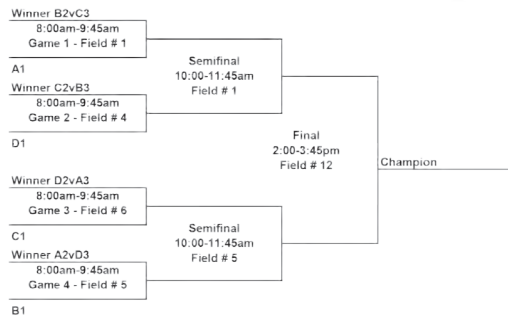 Winner B2vC3
8:00am-9:45am
Game 1 - Field # 1
A1
Winner C2vB3
8:00am-9:45am
Game 2 - Field # 4
D1
Semifinal
10:00-11:45am
Field # 1
Final
2:00-3:45pm
Field # 12
Champion
Winner D2vA3
8:00am-9:45am
Game 3 - Field # 6
C1
Winner A2vD3
8:00am-9:45am
Game 4 - Field # 5
B1
Semifinal
10:00-11:45am
Field # 5